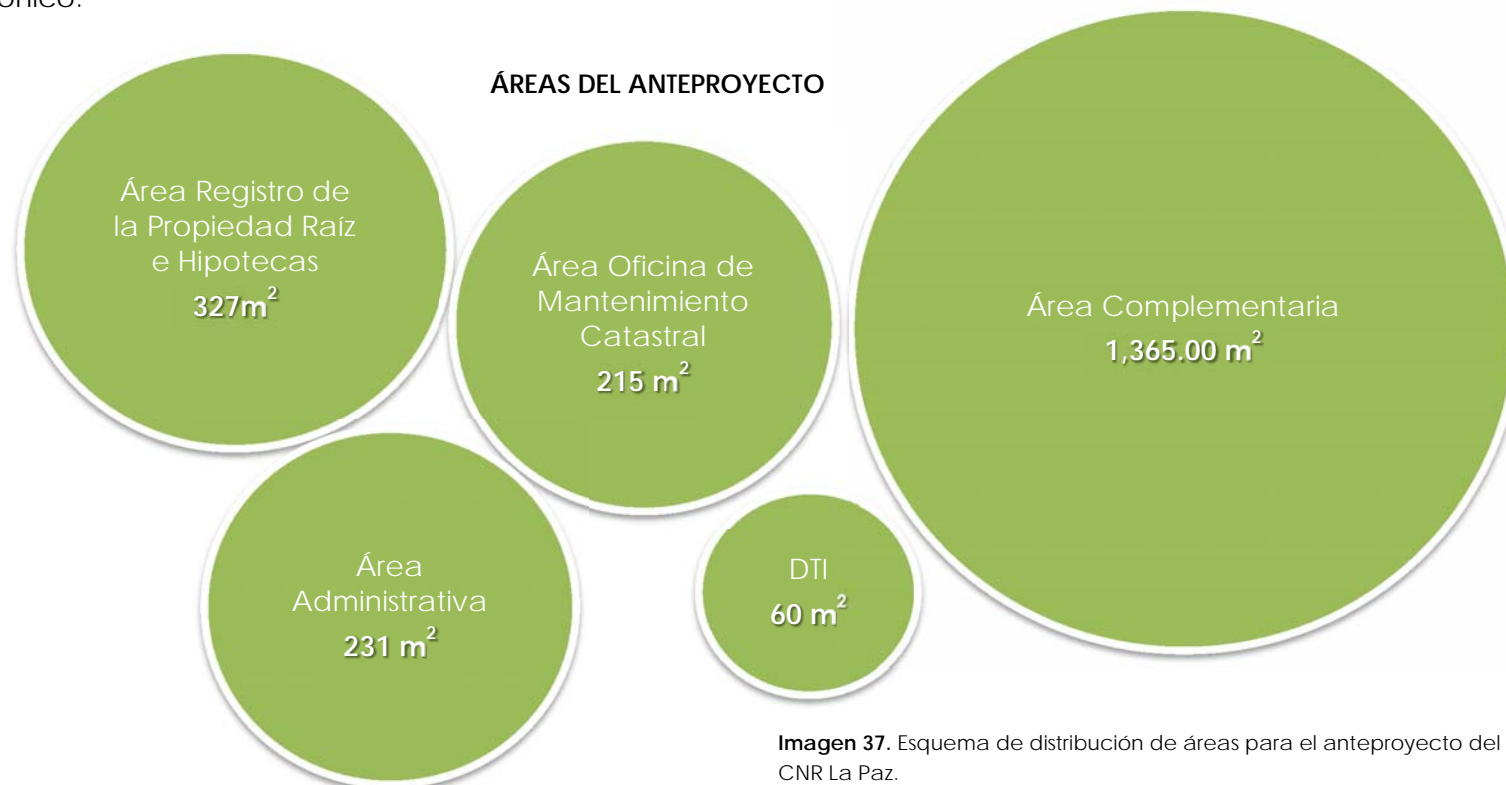 ÁREAS DEL ANTEPROYECTO
Área Registro de
la Propiedad Raíz
e Hipotecas
327m²
Área Oficina de
Mantenimiento
Catastral
215 m²
Área Complementaria
1,365.00 m²
Área
Administrativa
231 m²
DTI
60 m²
Imagen 37. Esquema de distribución de áreas para el anteproyecto del
CNR La Paz.